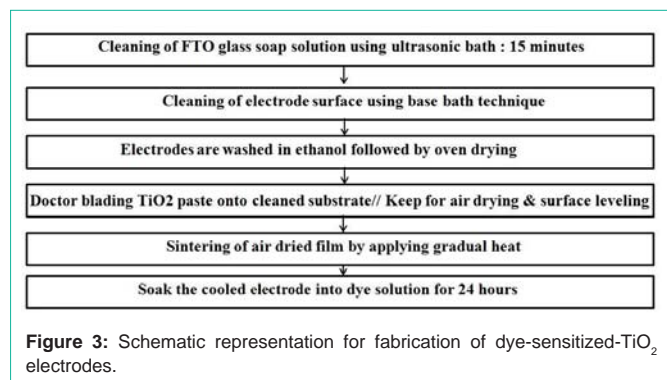 Cleaning of FTO glass soap solution using ultrasonic bath : 15 minutes
Cleaning of electrode surface using base bath technique
Electrodes are washed in ethanol followed by oven drying
Doctor blading TiO2 paste onto cleaned substrate// Keep for air drying & surface leveling
Sintering of air dried film by applying gradual heat
Soak the cooled electrode into dye solution for 24 hours
Figure 3: Schematic representation for fabrication of dye-sensitized-TiO₂
electrodes.